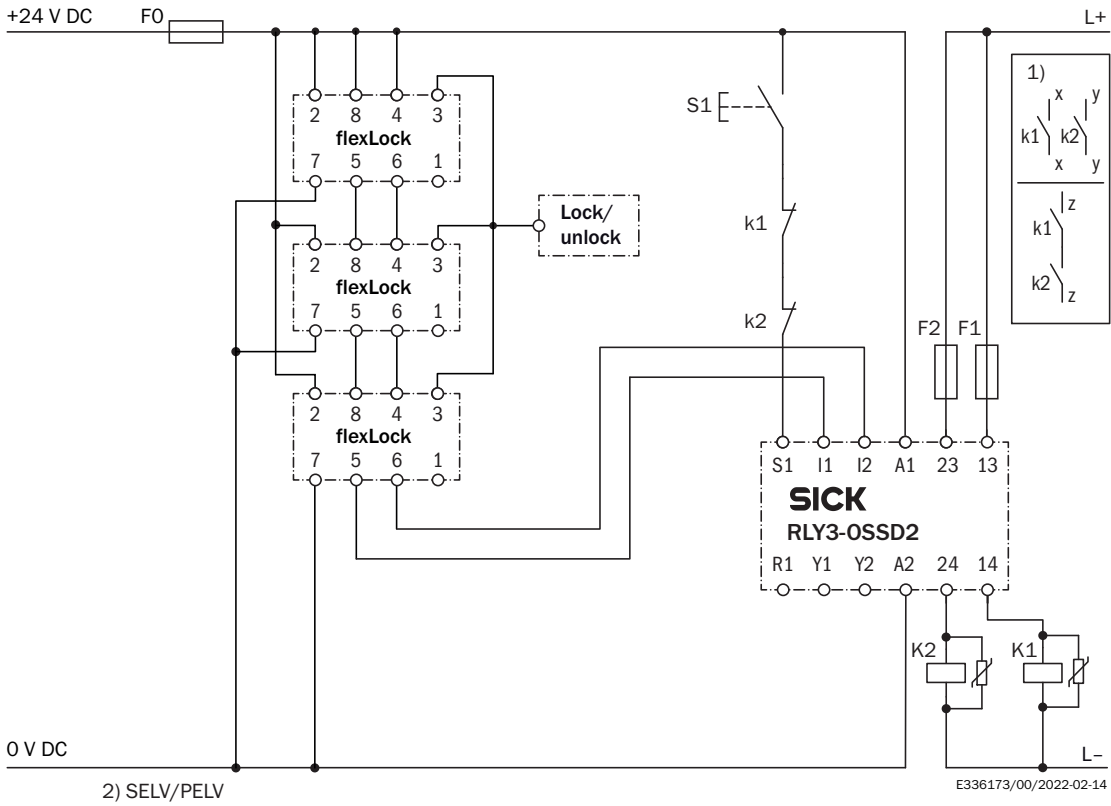 +24 V DC F0 L+
2 8 4 3
flexLock
7 5 6 1
2 8 4 3
flexLock
7 5 6 1
2 8 4 3
flexLock
7 5 6 1
Lock/
unlock
S1
k1
k2
F2 F1
1)
x y
k1 k2
x y
z
k1
k2
z
S1 I1 I2 A1 23 13
SICK
RLY3-OSSD2
R1 Y1 Y2 A2 24 14
K2 K1
0 V DC L–
2) SELV/PELV
E336173/00/2022-02-14